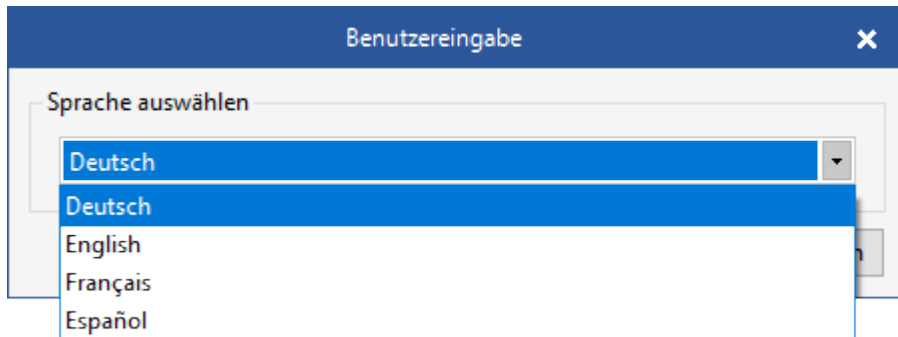 Benutzereingabe
Sprache auswählen
Deutsch
Deutsch
English
Français
Español